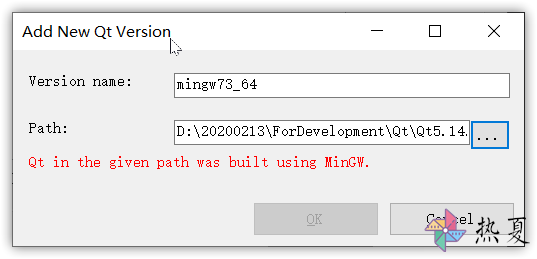 Add New Qt Version
Version name: mingw73_64
Path: D:\20200213\ForDevelopment\Qt\Qt5.14. ...
Qt in the given path was built using MinGW.
OK Cancel
热夏